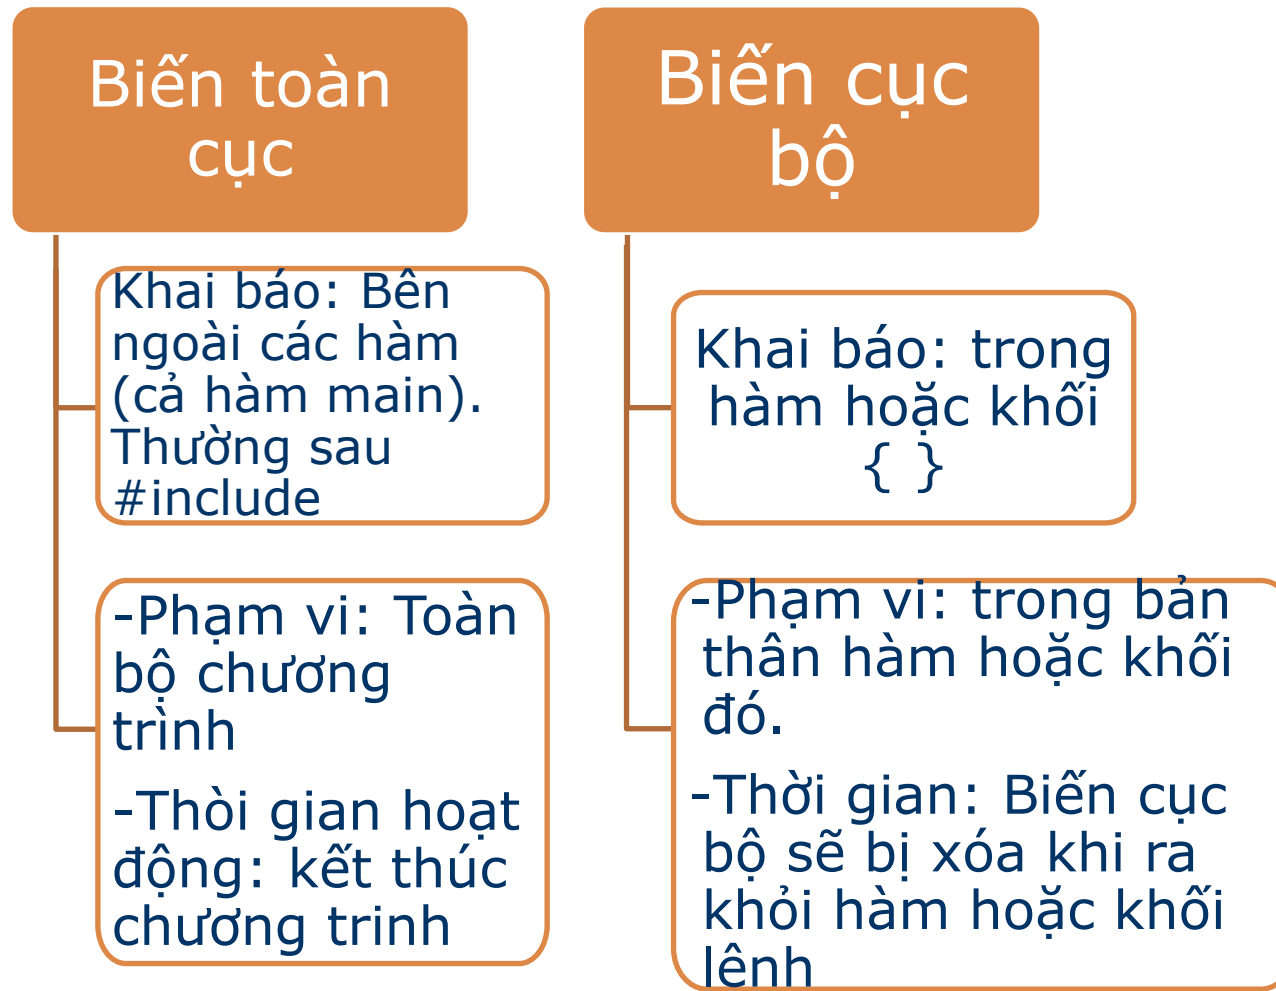 Biến toàn
cục
Khai báo: Bên
ngoài các hàm
(cả hàm main).
Thường sau
#include
-Phạm vi: Toàn
bộ chương
trình
-Thòi gian hoạt
động: kết thúc
chương trinh
Biến cục
bộ
Khai báo: trong
hàm hoặc khối
{ }
-Phạm vi: trong bản
thân hàm hoặc khối
đó.
-Thời gian: Biến cục
bộ sẽ bị xóa khi ra
khỏi hàm hoặc khối
lênh